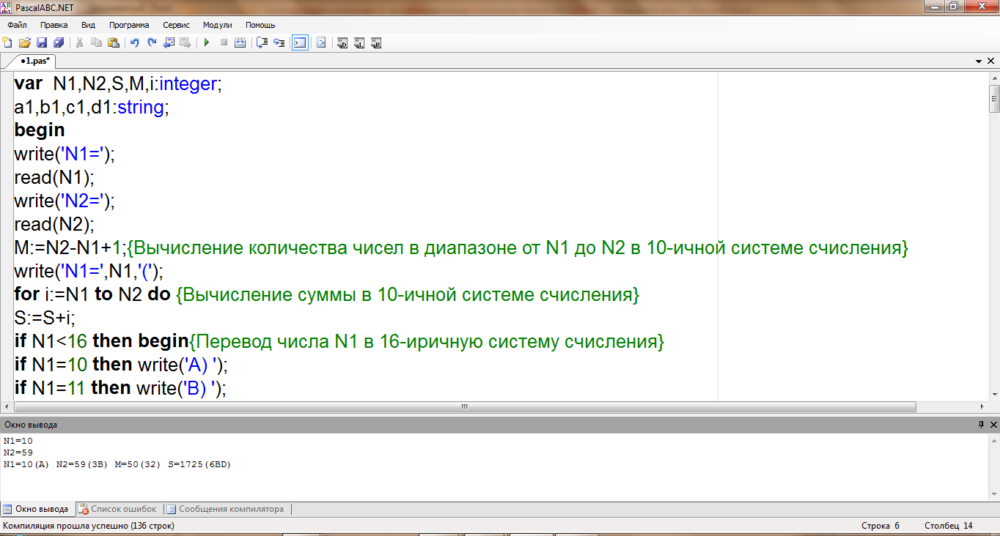 PascalABC.NET
Файл Правка Вид Программа Сервис Модули Помощь
•1.pas*
var N1,N2,S,M,i:integer;
a1,b1,c1,d1:string;
begin
write('N1=');
read(N1);
write('N2=');
read(N2);
M:=N2-N1+1;{Вычисление количества чисел в диапазоне от N1 до N2 в 10-ичной системе счисления}
write('N1=',N1,'(');
for i:=N1 to N2 do {Вычисление суммы в 10-ичной системе счисления}
S:=S+i;
if N1<16 then begin{Перевод числа N1 в 16-иричную систему счисления}
if N1=10 then write('A) ');
if N1=11 then write('B) ');
Окно вывода
N1=10
N2=59
N1=10(A) N2=59(3B) M=50(32) S=1725(6BD)
Окно вывода Список ошибок Сообщения компилятора
Компиляция прошла успешно (136 строк) Строка 6 Столбец 14